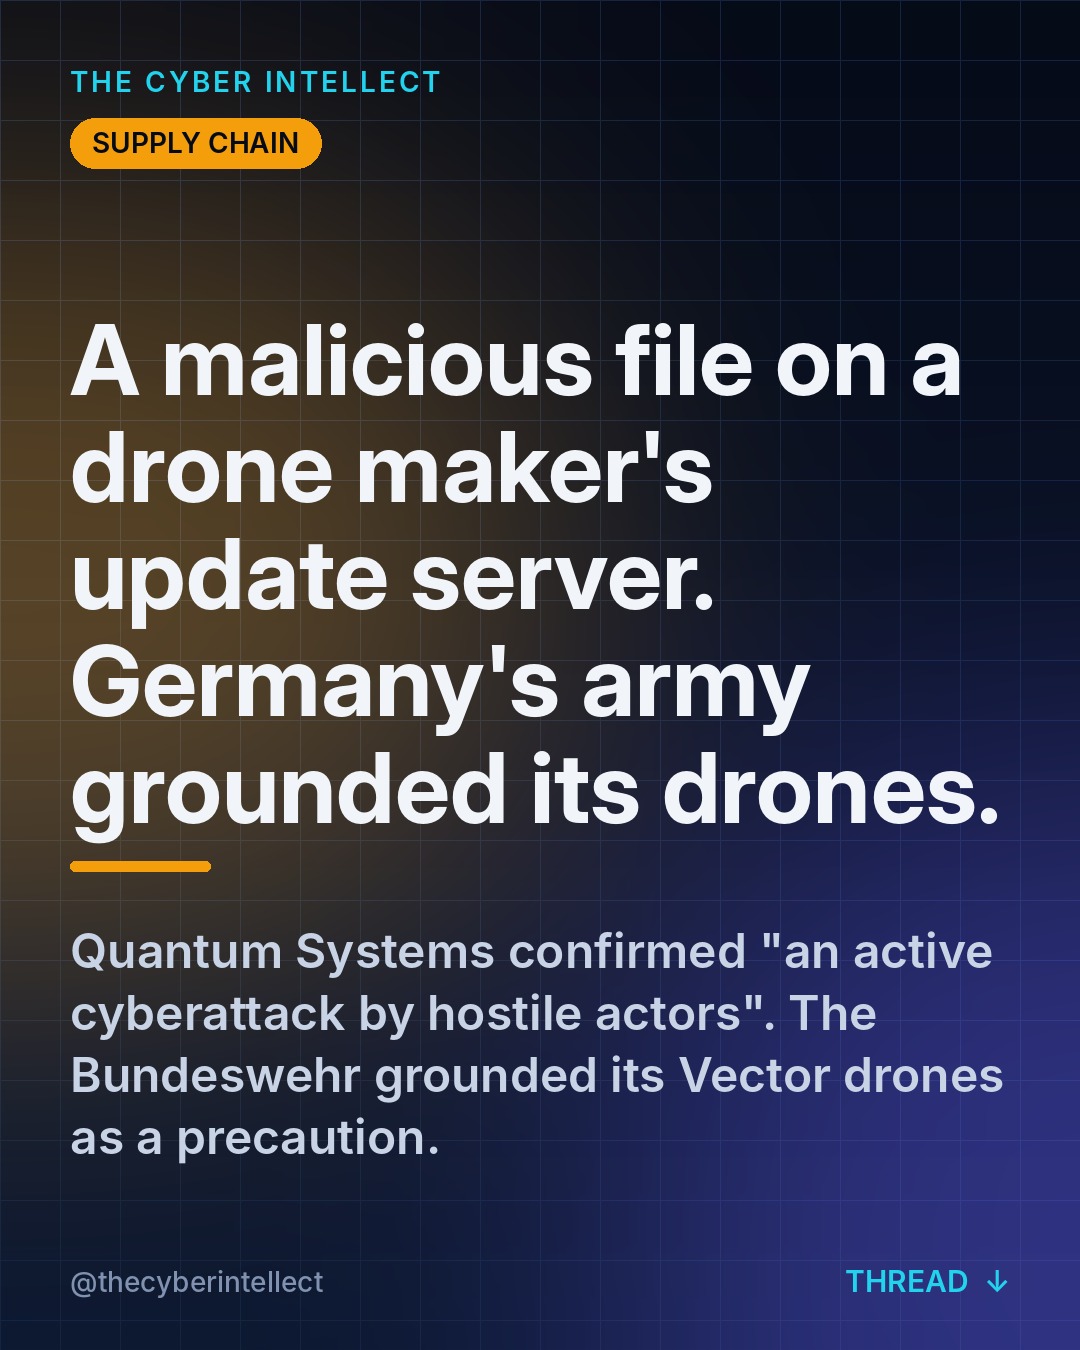 THE CYBER INTELLECT
SUPPLY CHAIN
A malicious file on a
drone maker's
update server.
Germany's army
grounded its drones.
Quantum Systems confirmed "an active
cyberattack by hostile actors". The
Bundeswehr grounded its Vector drones
as a precaution.
@thecyberintellect
THREAD ↓